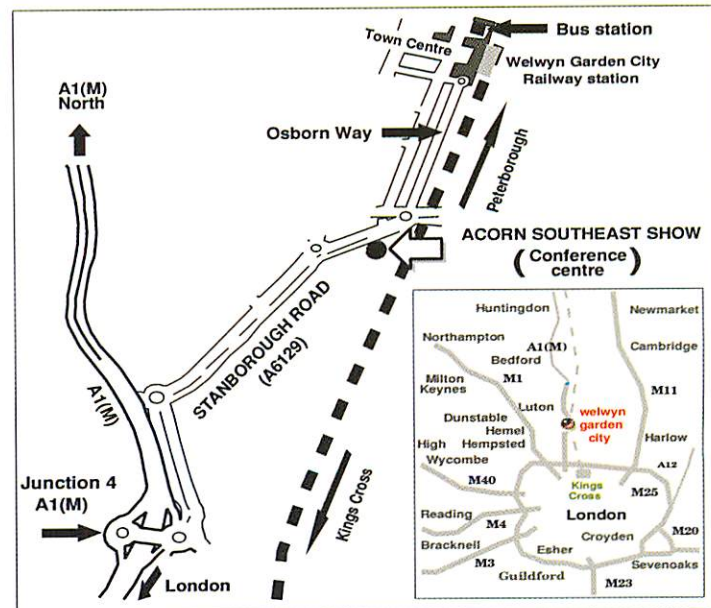 Bus station
Town Centre
Welwyn Garden City
Railway station
A1(M)
North
Osborn Way
Peterborough
ACORN SOUTHEAST SHOW
( Conference
centre )
STANBOROUGH ROAD
(A6129)
A1(M)
Junction 4
A1(M)
London
Kings Cross
Huntingdon
Newmarket
Northampton
A1(M)
Cambridge
Bedford
M1
Milton
Keynes
M11
Luton
welwyn
garden
city
Dunstable
Hemel
Hempsted
High
Wycombe
Harlow
A12
M40
Kings
Cross
M25
Reading
M4
London
Croyden
M20
Bracknell
M3
Esher
Sevenoaks
Guildford
M23